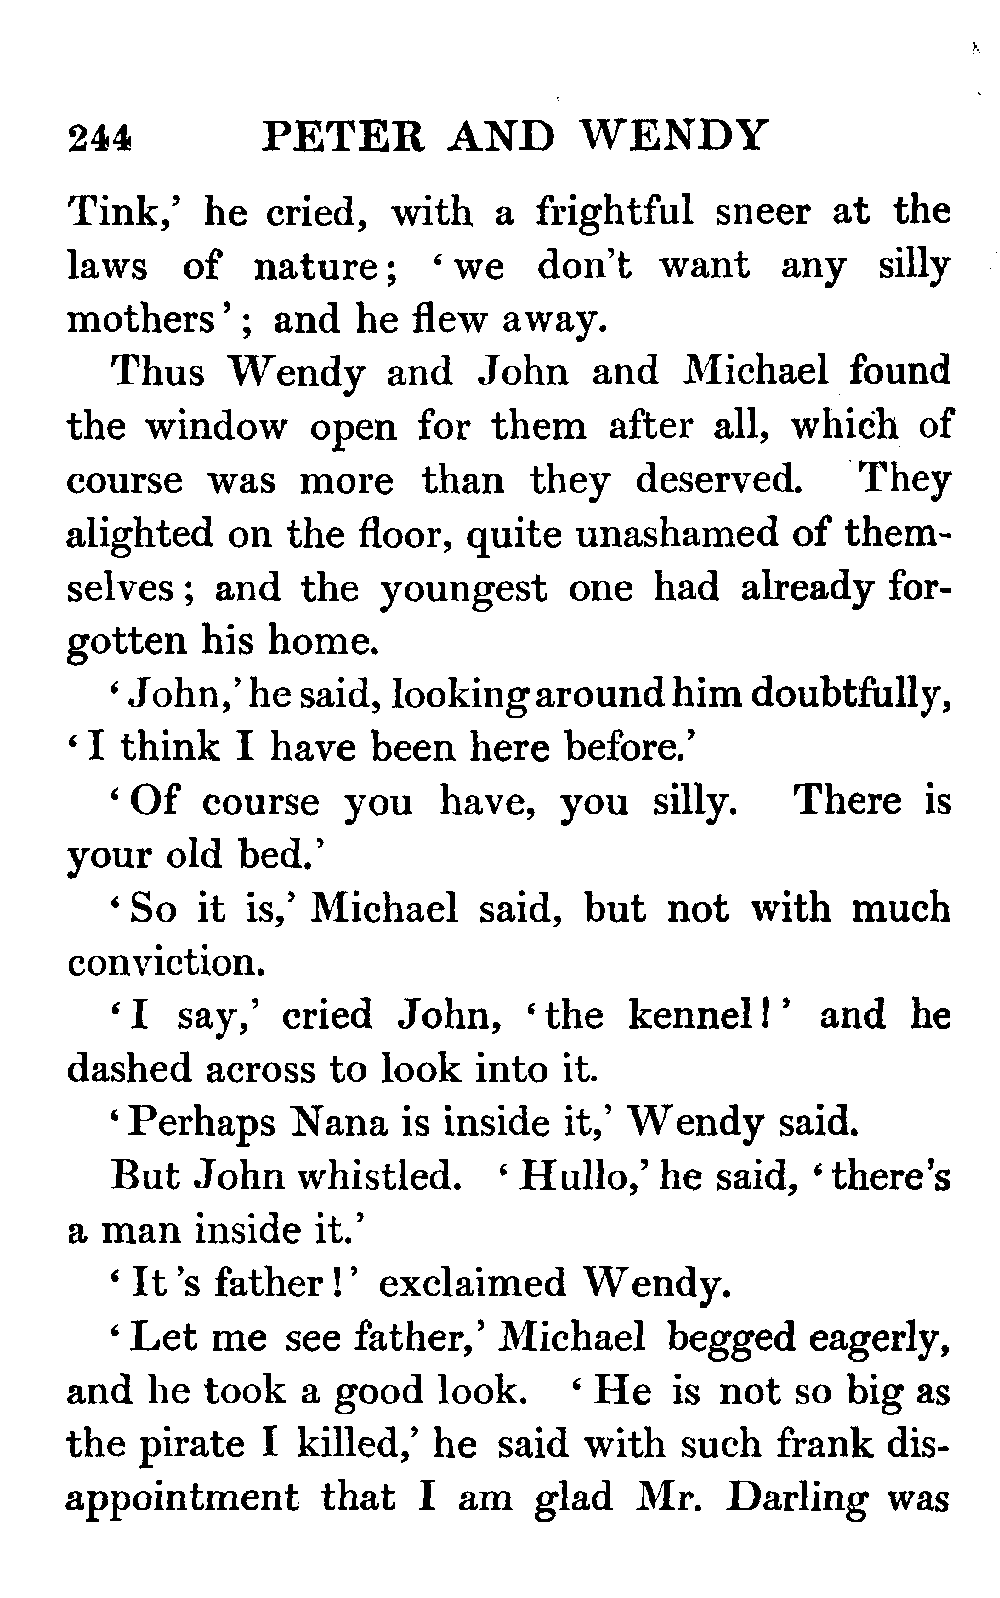 244 PETER AND WENDY
Tink,’ he cried, with a frightful sneer at the
laws of nature; ‘we don’t want any silly
mothers’; and he flew away.
Thus Wendy and John and Michael found
the window open for them after all, which of
course was more than they deserved. They
alighted on the floor, quite unashamed of them-
selves; and the youngest one had already for-
gotten his home.
‘John,’ he said, looking around him doubtfully,
‘I think I have been here before.’
‘Of course you have, you silly. There is
your old bed.’
‘So it is,’ Michael said, but not with much
conviction.
‘I say,’ cried John, ‘the kennel!’ and he
dashed across to look into it.
‘Perhaps Nana is inside it,’ Wendy said.
But John whistled. ‘Hullo,’ he said, ‘there’s
a man inside it.’
‘It ’s father!’ exclaimed Wendy.
‘Let me see father,’ Michael begged eagerly,
and he took a good look. ‘He is not so big as
the pirate I killed,’ he said with such frank dis-
appointment that I am glad Mr. Darling was